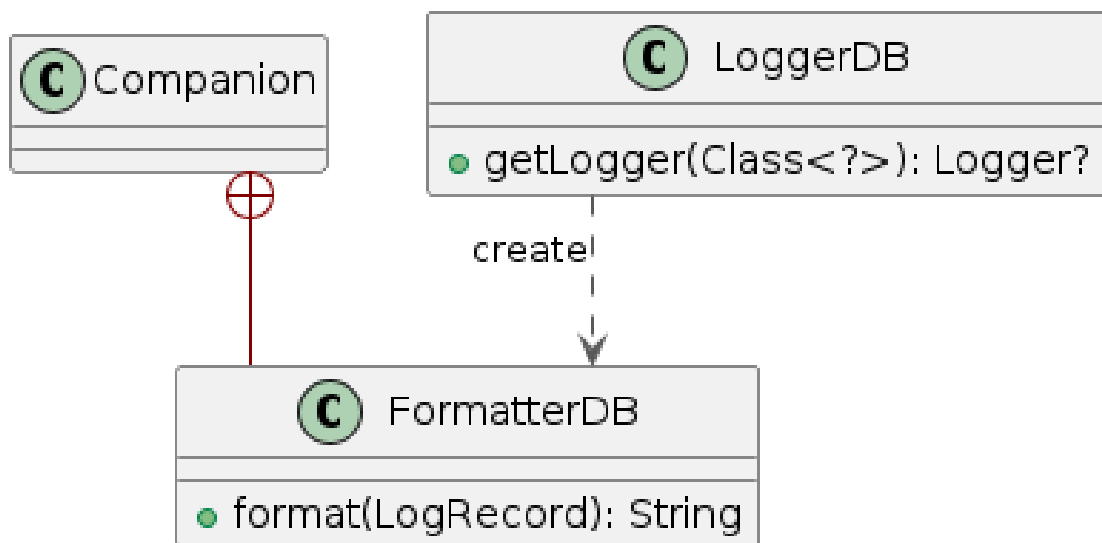 C Companion
C LoggerDB
getLogger(Class<?>): Logger?
create
C FormatterDB
format(LogRecord): String